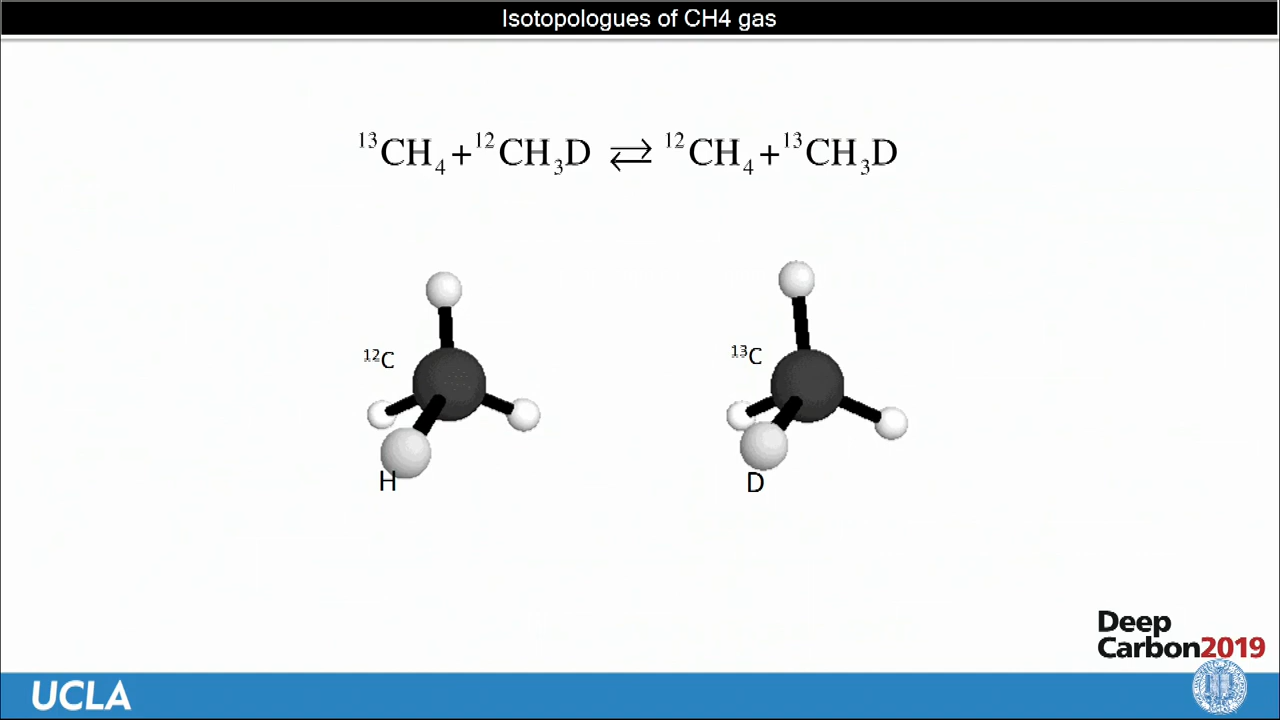 Isotopologues of CH4 gas
¹³CH₄+¹²CH₃D ⇌ ¹²CH₄+¹³CH₃D
¹²C
¹³C
H
D
Deep
Carbon2019
UCLA